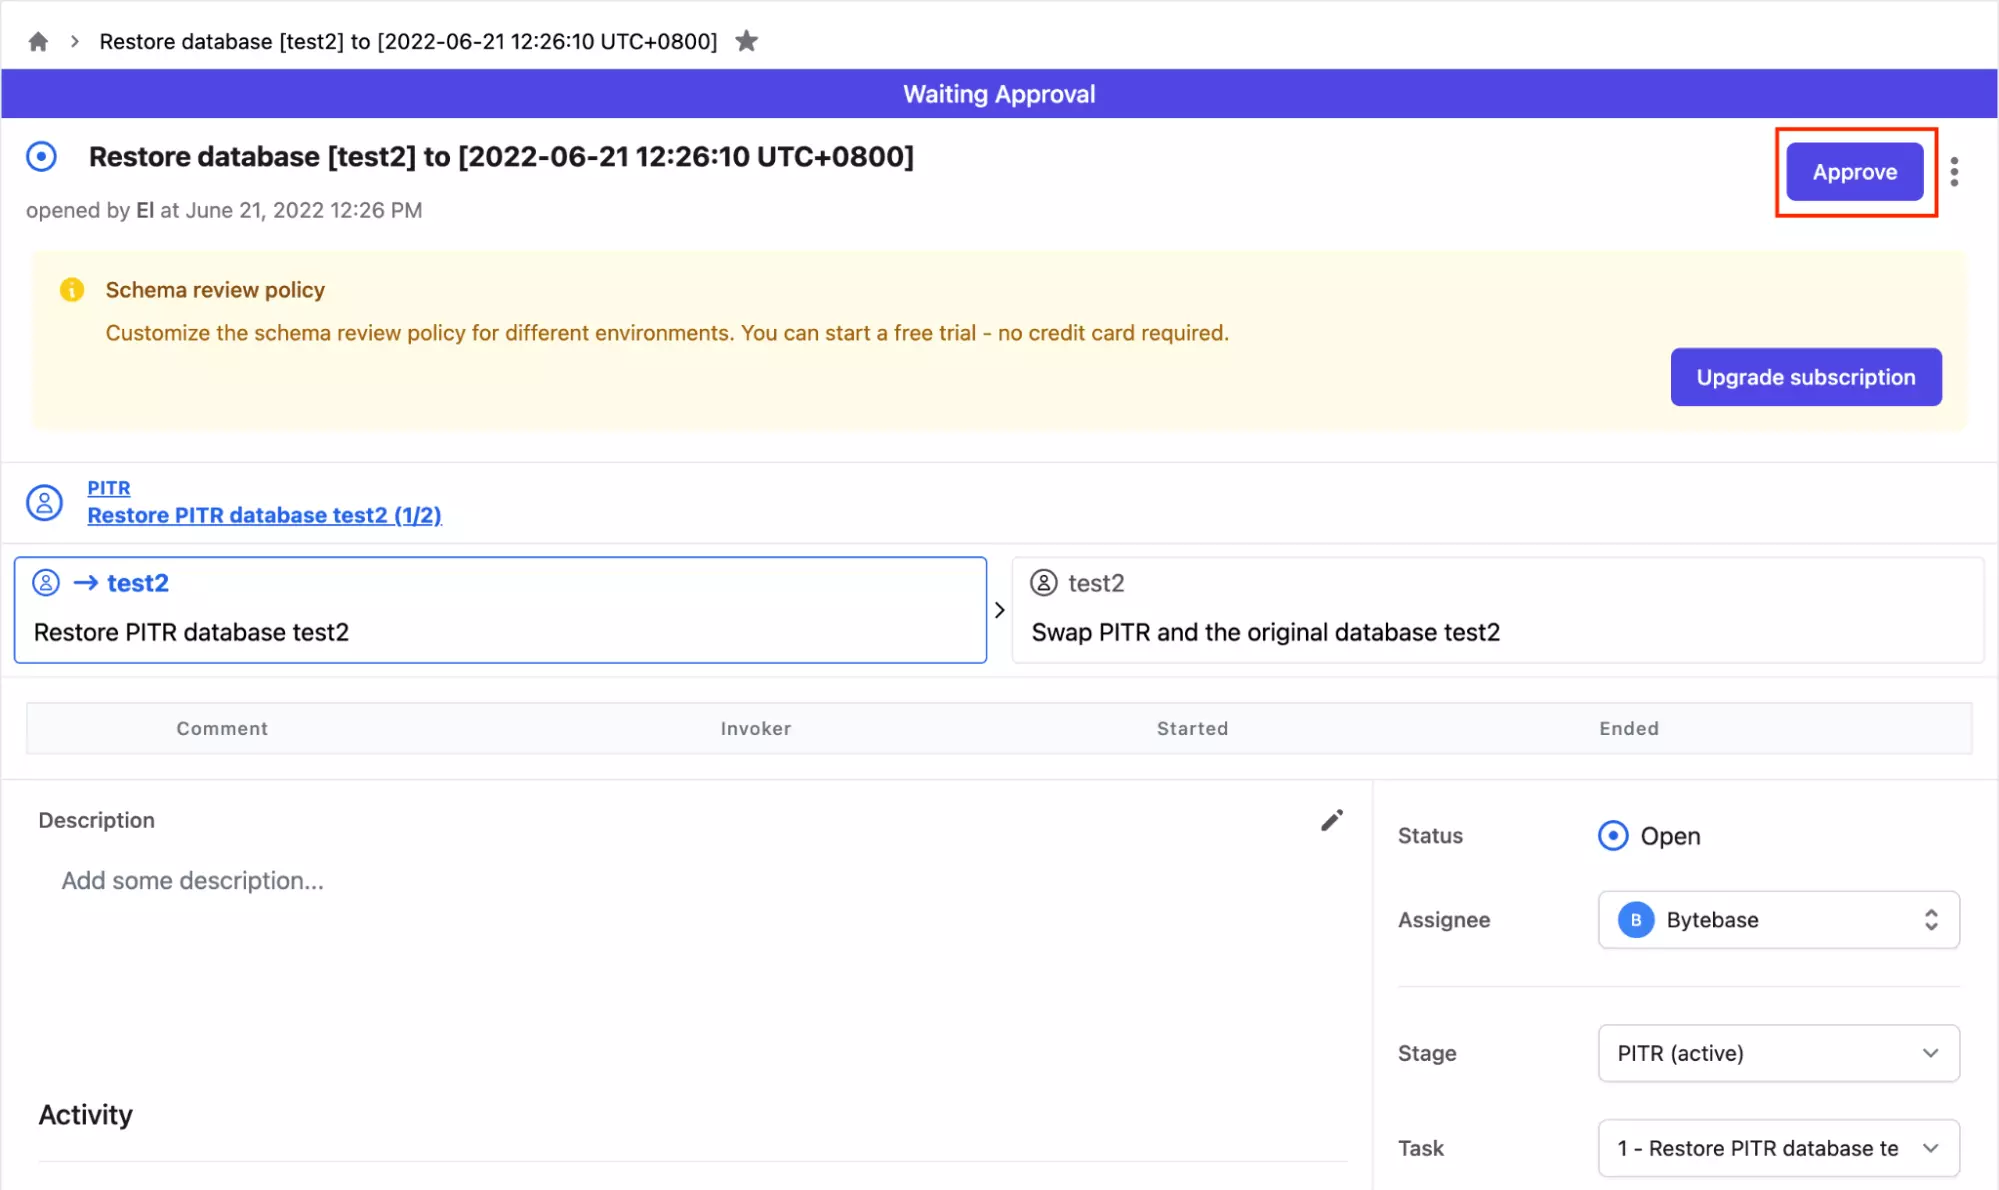 Restore database [test2] to [2022-06-21 12:26:10 UTC+0800]
Waiting Approval
Restore database [test2] to [2022-06-21 12:26:10 UTC+0800]
Approve
opened by El at June 21, 2022 12:26 PM
Schema review policy
Customize the schema review policy for different environments. You can start a free trial - no credit card required.
Upgrade subscription
PITR
Restore PITR database test2 (1/2)
→ test2
Restore PITR database test2
test2
Swap PITR and the original database test2
Comment Invoker Started Ended
Description
Add some description...
Status Open
Assignee B Bytebase
Stage PITR (active)
Activity
Task 1 - Restore PITR database te